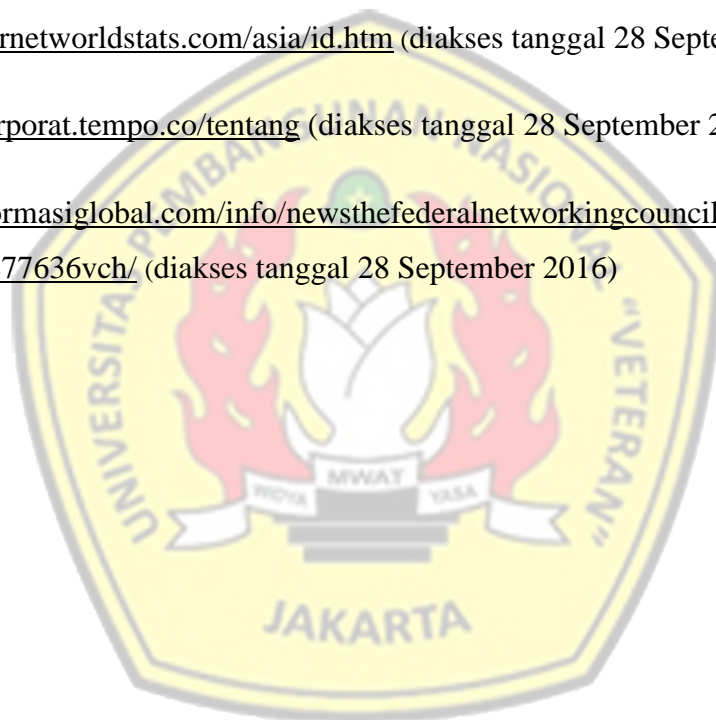 rnetworldstats.com/asia/id.htm (diakses tanggal 28 Septe
rporat.tempo.co/tentang (diakses tanggal 28 September 2
ormasiglobal.com/info/newsthefederalnetworkingcouncil
77636vch/ (diakses tanggal 28 September 2016)
UNIVERSITAS PEMBANGUNAN NASIONAL "VETERAN"
WIDYA MWAT YASA
JAKARTA